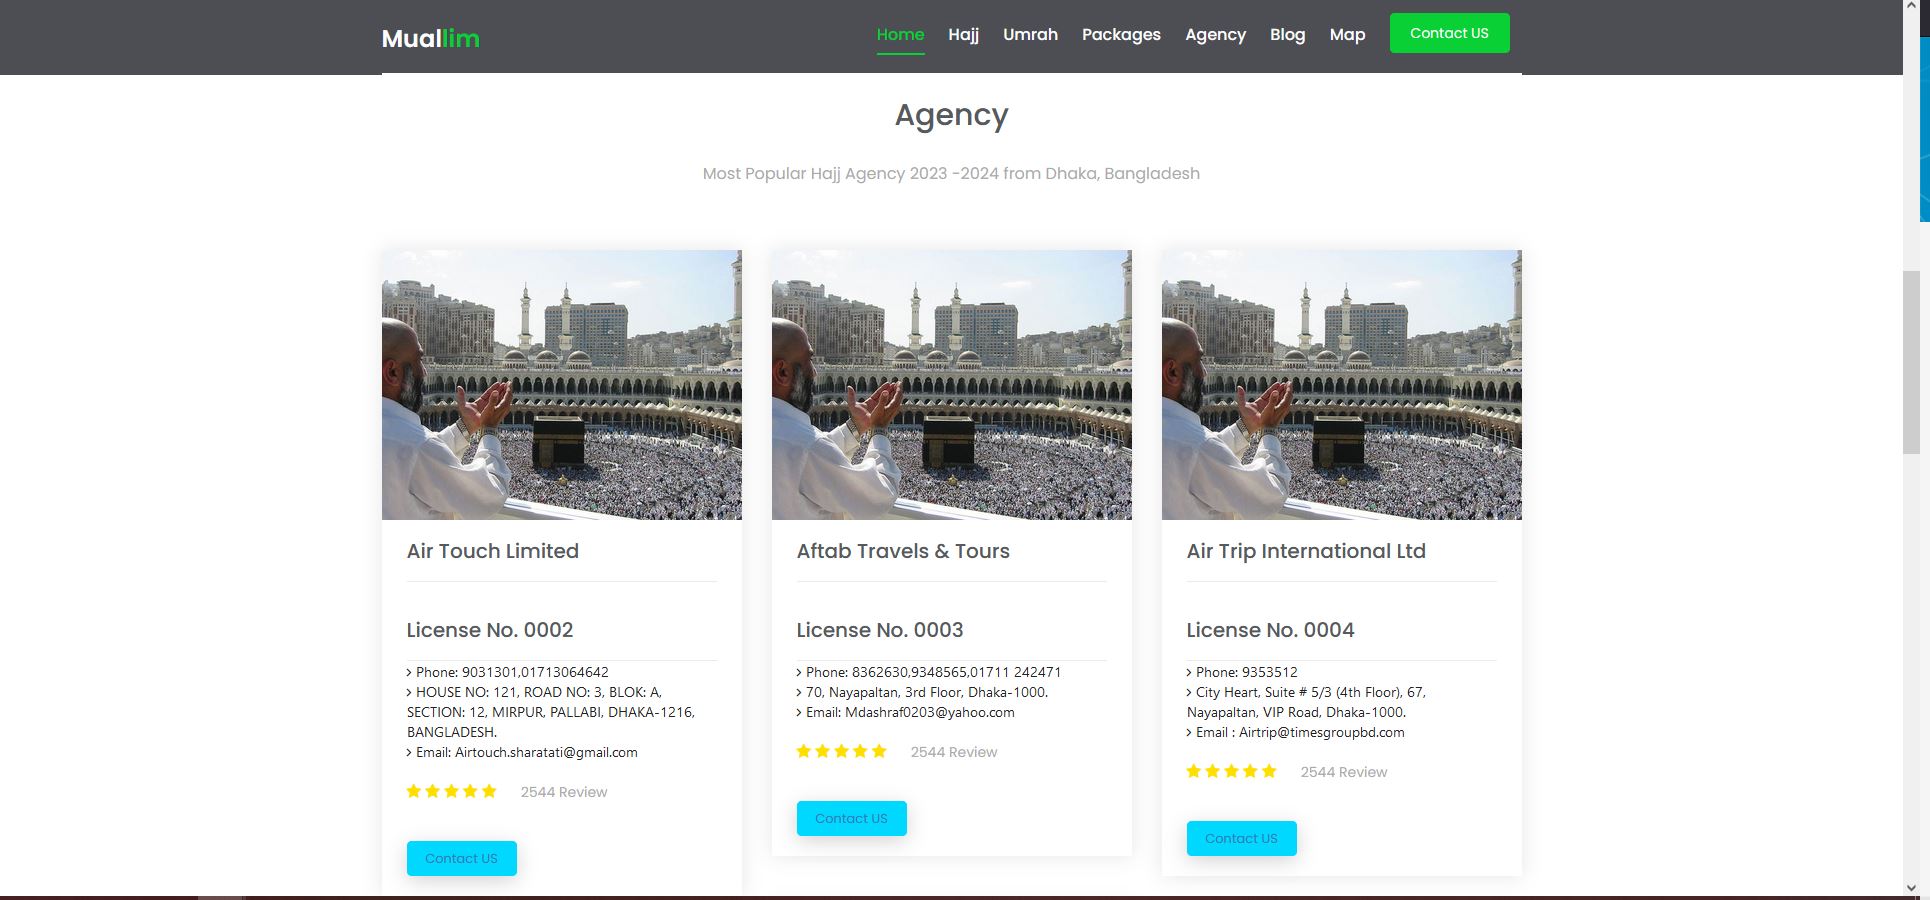 Muallim
Home Hajj Umrah Packages Agency Blog Map Contact US
Agency
Most Popular Hajj Agency 2023 -2024 from Dhaka, Bangladesh
Air Touch Limited
License No. 0002
> Phone: 9031301,01713064642
> HOUSE NO: 121, ROAD NO: 3, BLOK: A,
SECTION: 12, MIRPUR, PALLABI, DHAKA-1216,
BANGLADESH.
> Email: Airtouch.sharatati@gmail.com
2544 Review
Contact US
Aftab Travels & Tours
License No. 0003
> Phone: 8362630,9348565,01711 242471
> 70, Nayapaltan, 3rd Floor, Dhaka-1000.
> Email: Mdashraf0203@yahoo.com
2544 Review
Contact US
Air Trip International Ltd
License No. 0004
> Phone: 9353512
> City Heart, Suite # 5/3 (4th Floor), 67,
Nayapaltan, VIP Road, Dhaka-1000.
> Email : Airtrip@timesgroupbd.com
2544 Review
Contact US